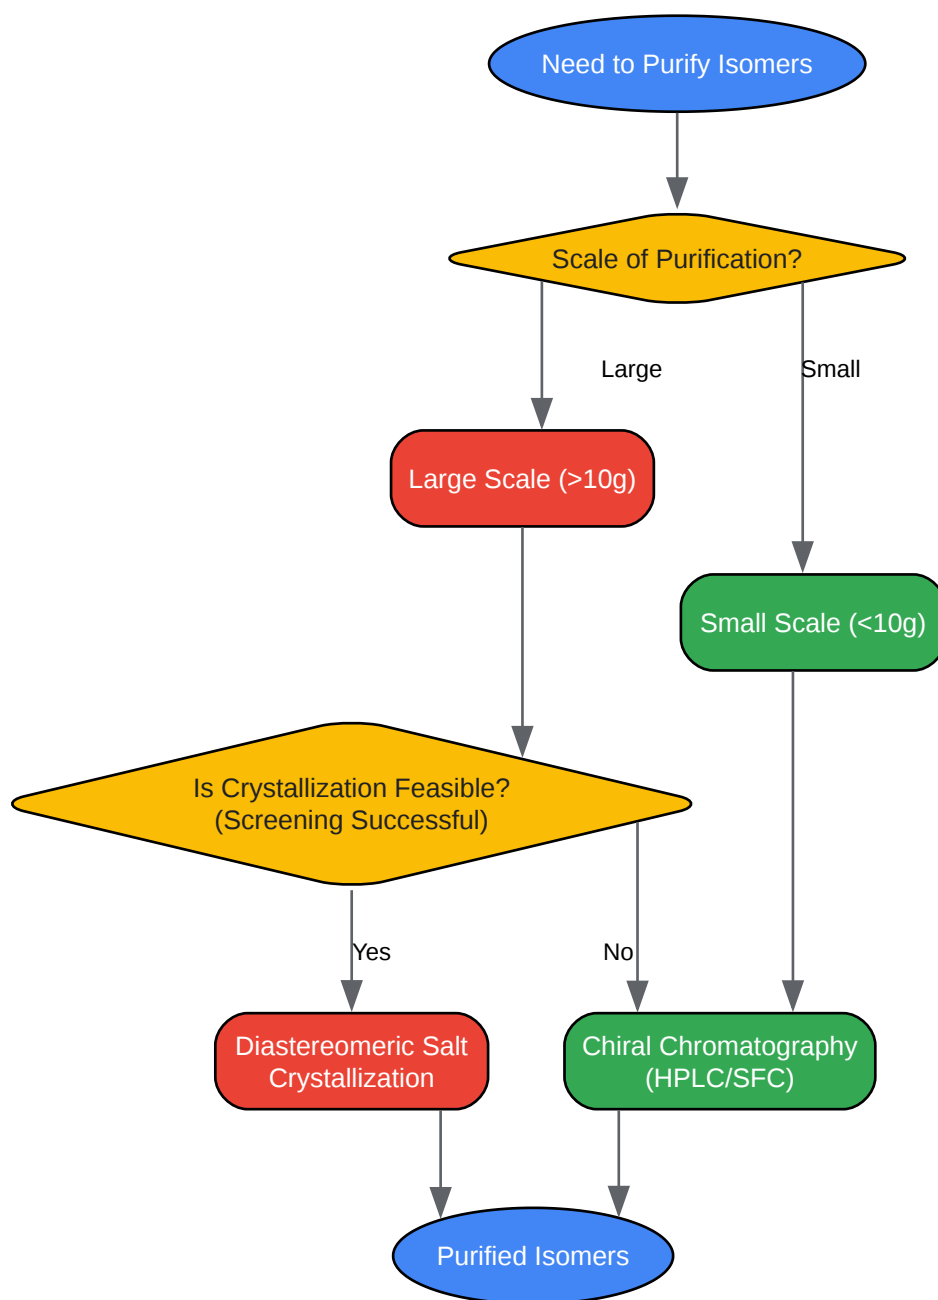 Need to Purify Isomers
Scale of Purification?
Large
Small
Large Scale (>10g)
Small Scale (<10g)
Is Crystallization Feasible?
(Screening Successful)
Yes
No
Diastereomeric Salt
Crystallization
Chiral Chromatography
(HPLC/SFC)
Purified Isomers